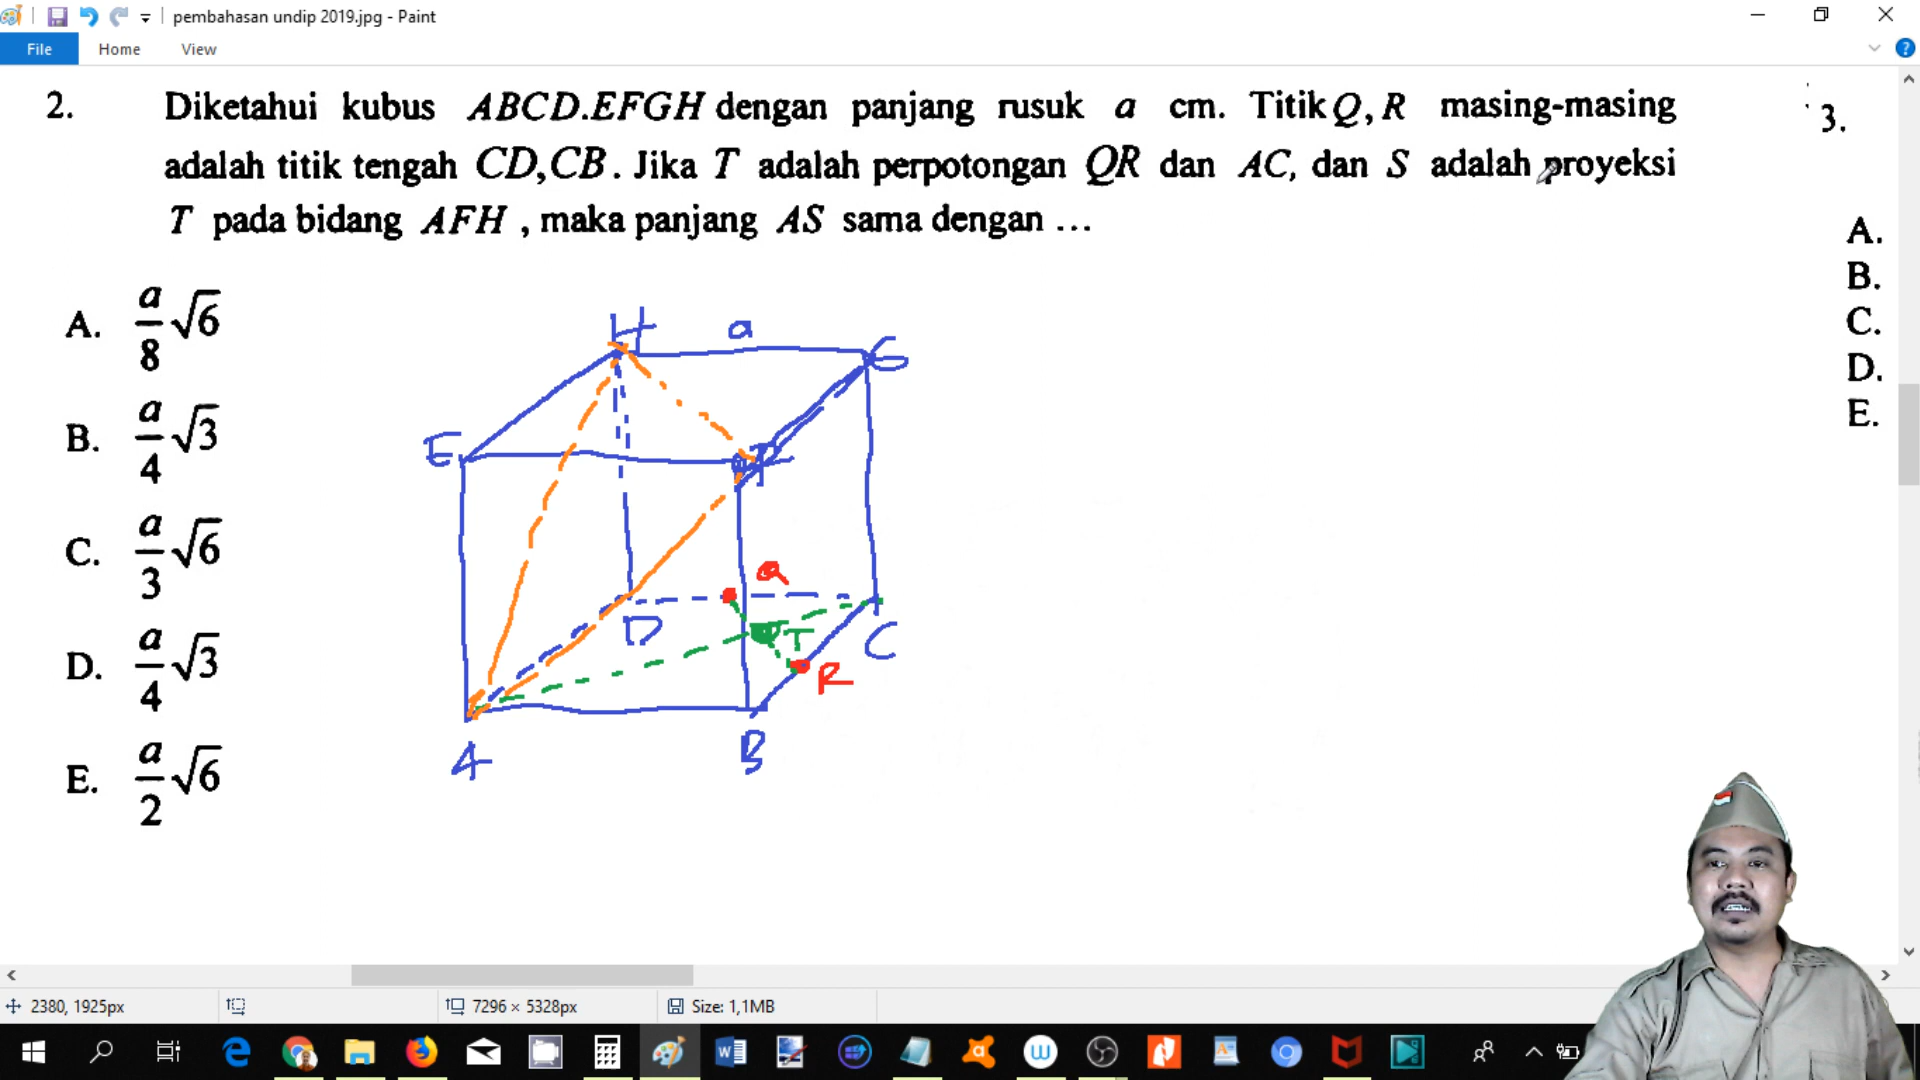 pembahasan undip 2019.jpg - Paint
File Home View
2. Diketahui kubus ABCD.EFGH dengan panjang rusuk a cm. Titik Q, R masing-masing
adalah titik tengah CD,CB. Jika T adalah perpotongan QR dan AC, dan S adalah proyeksi
T pada bidang AFH, maka panjang AS sama dengan ...
A. a/8 √6
B. a/4 √3
C. a/3 √6
D. a/4 √3
E. a/2 √6
H a G
E F
Q
D T C
R
A B
3.
A.
B.
C.
D.
E.
2380, 1925px 7296 × 5328px Size: 1,1MB